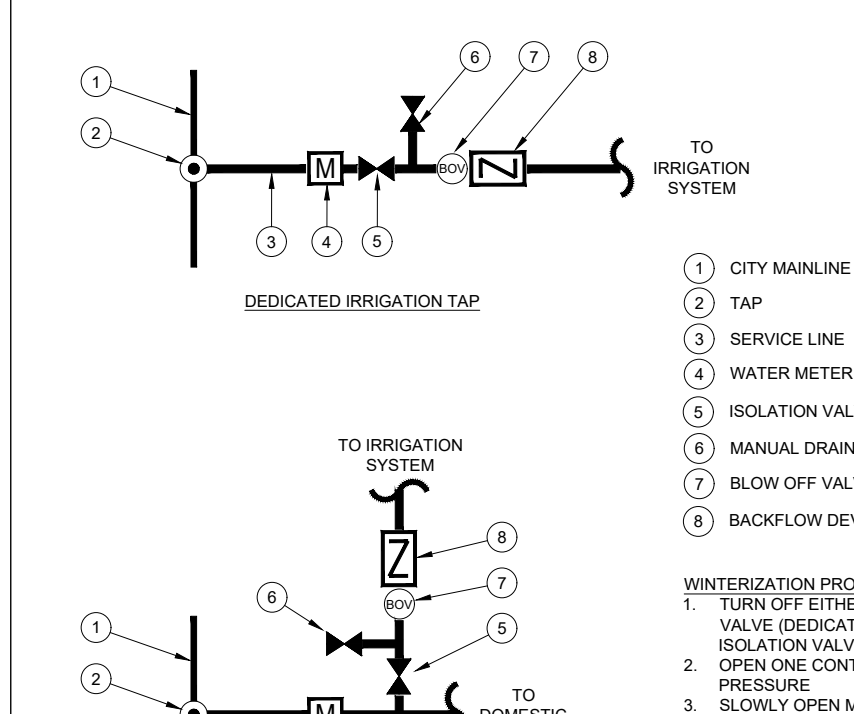 1
2
6
7
8
M
BOV
TO
IRRIGATION
SYSTEM
3
4
5
DEDICATED IRRIGATION TAP
1 CITY MAINLINE
2 TAP
3 SERVICE LINE
4 WATER METER
5 ISOLATION VAL
6 MANUAL DRAIN
7 BLOW OFF VAL
8 BACKFLOW DEV
TO IRRIGATION
SYSTEM
8
7
6
BOV
5
1
2
M
TO
DOMESTIC
WINTERIZATION PRO
1. TURN OFF EITHE
VALVE (DEDICAT
ISOLATION VALV
2. OPEN ONE CONT
PRESSURE
3. SLOWLY OPEN M